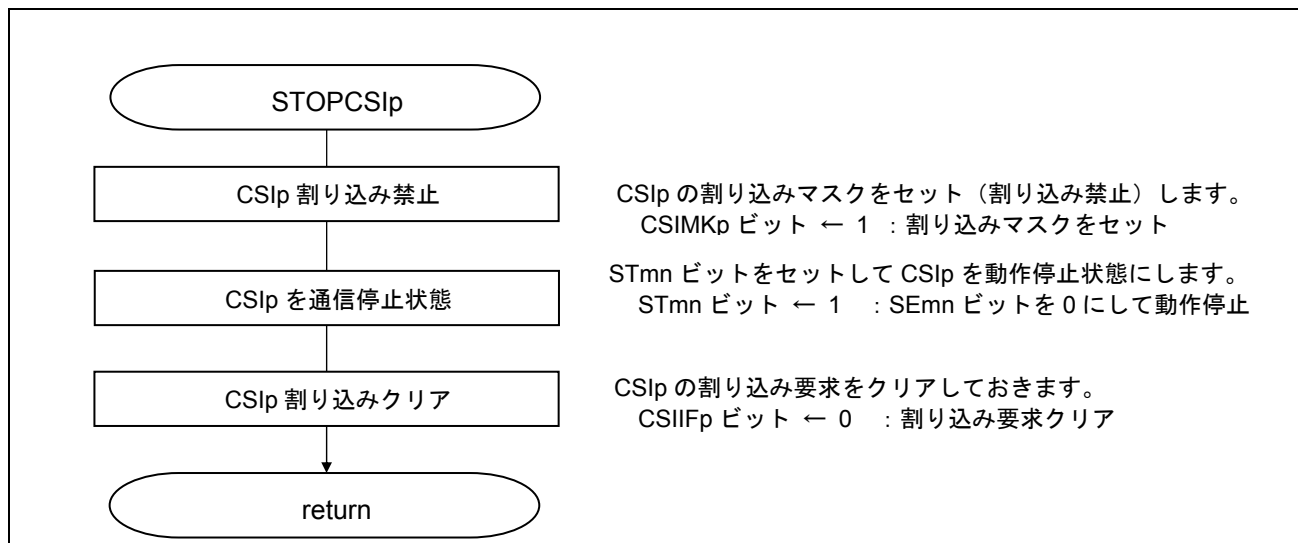 STOPCSIp
CSIp 割り込み禁止
CSIp の割り込みマスクをセット（割り込み禁止）します。
CSIMKp ビット ← 1 ：割り込みマスクをセット
CSIp を通信停止状態
STmn ビットをセットして CSIp を動作停止状態にします。
STmn ビット ← 1 ：SEmn ビットを 0 にして動作停止
CSIp 割り込みクリア
CSIp の割り込み要求をクリアしておきます。
CSIIFp ビット ← 0 ：割り込み要求クリア
return